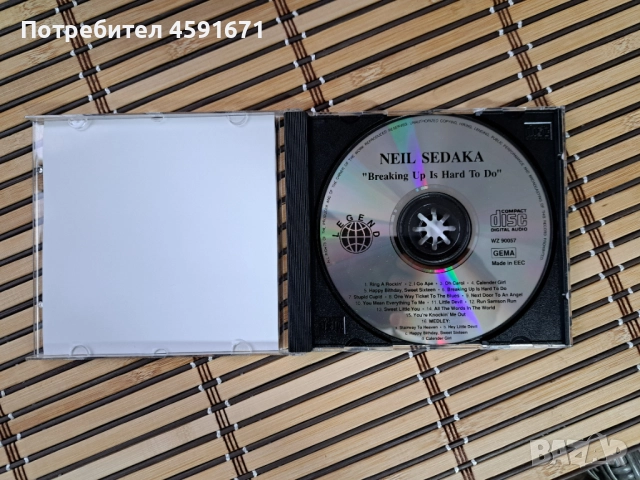 Потребител 4591671
NEIL SEDAKA
"Breaking Up Is Hard To Do"
LEGEND
COMPACT
disc
DIGITAL AUDIO
WZ 90057
GEMA
Made in EEC
1. Ring A Rockin' · 2. I Go Ape · 3. Oh Carol · 4. Calender Girl
5. Happy Birthday, Sweet Sixteen · 6. Breaking Up Is Hard To Do
7. Stupid Cupid · 8. One Way Ticket To The Blues · 9. Next Door To An Angel
10. You Mean Everything To Me · 11. Little Devil · 12. Run Samson Run
13. Sweet Little You · 14. All The Words In The World
15. You're Knockin' Me Out
16. MEDLEY:
Stairway To Heaven · Hey Little Devil
Happy Birthday, Sweet Sixteen
Calender Girl
BAZAR